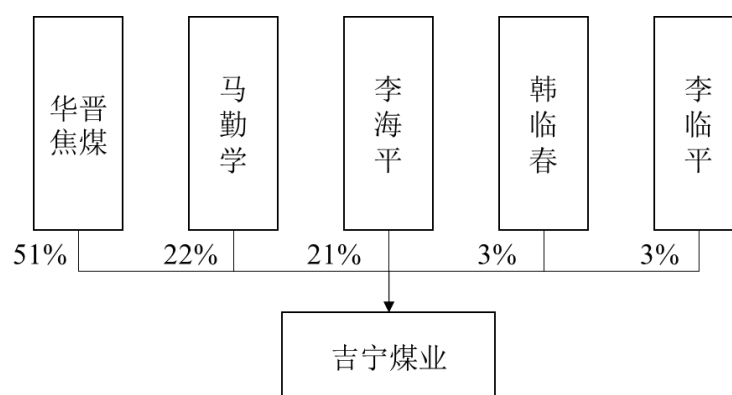 华晋
焦煤
马
勤
学
李
海
平
韩
临
春
李
临
平
51%
22%
21%
3%
3%
吉宁煤业